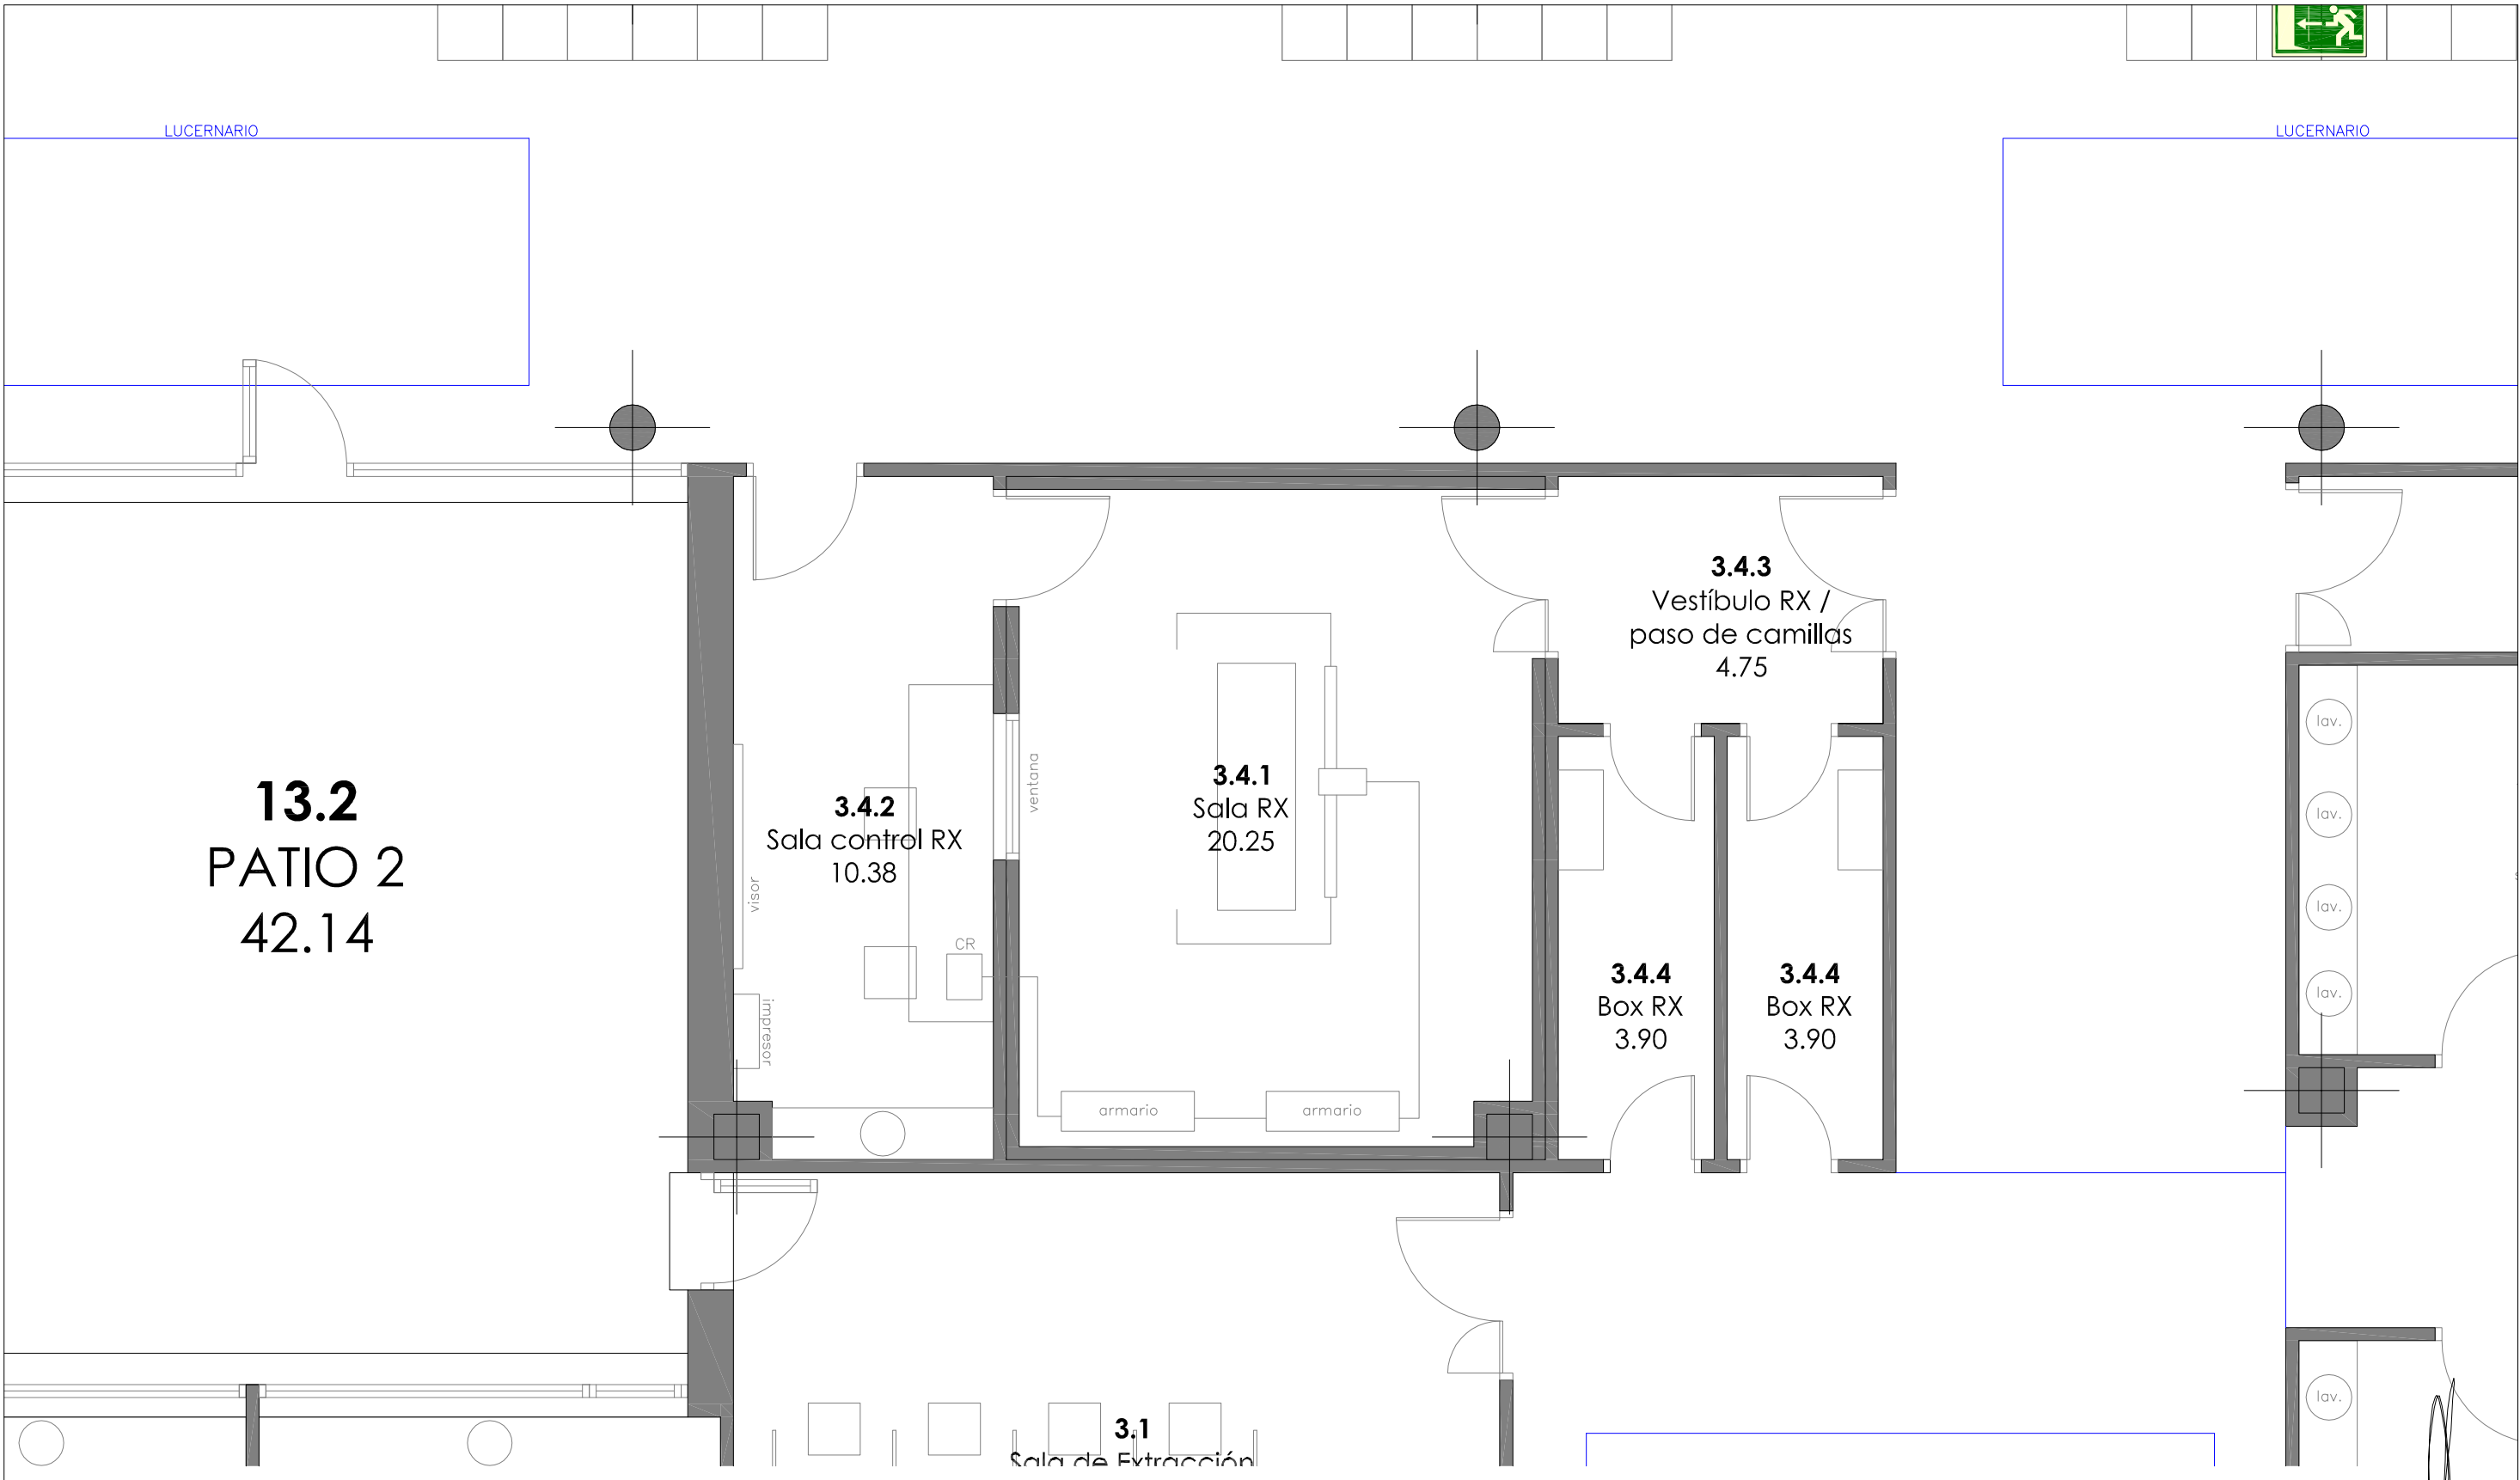 LUCERNARIO
LUCERNARIO
3.4.3
Vestíbulo RX /
paso de camillas
4.75
13.2
PATIO 2
42.14
3.4.2
Sala control RX
10.38
visor
impresor
CR
ventana
3.4.1
Sala RX
20.25
armario
armario
3.4.4
Box RX
3.90
3.4.4
Box RX
3.90
lav.
lav.
lav.
lav.
lav.
3.1
Sala de Extracción